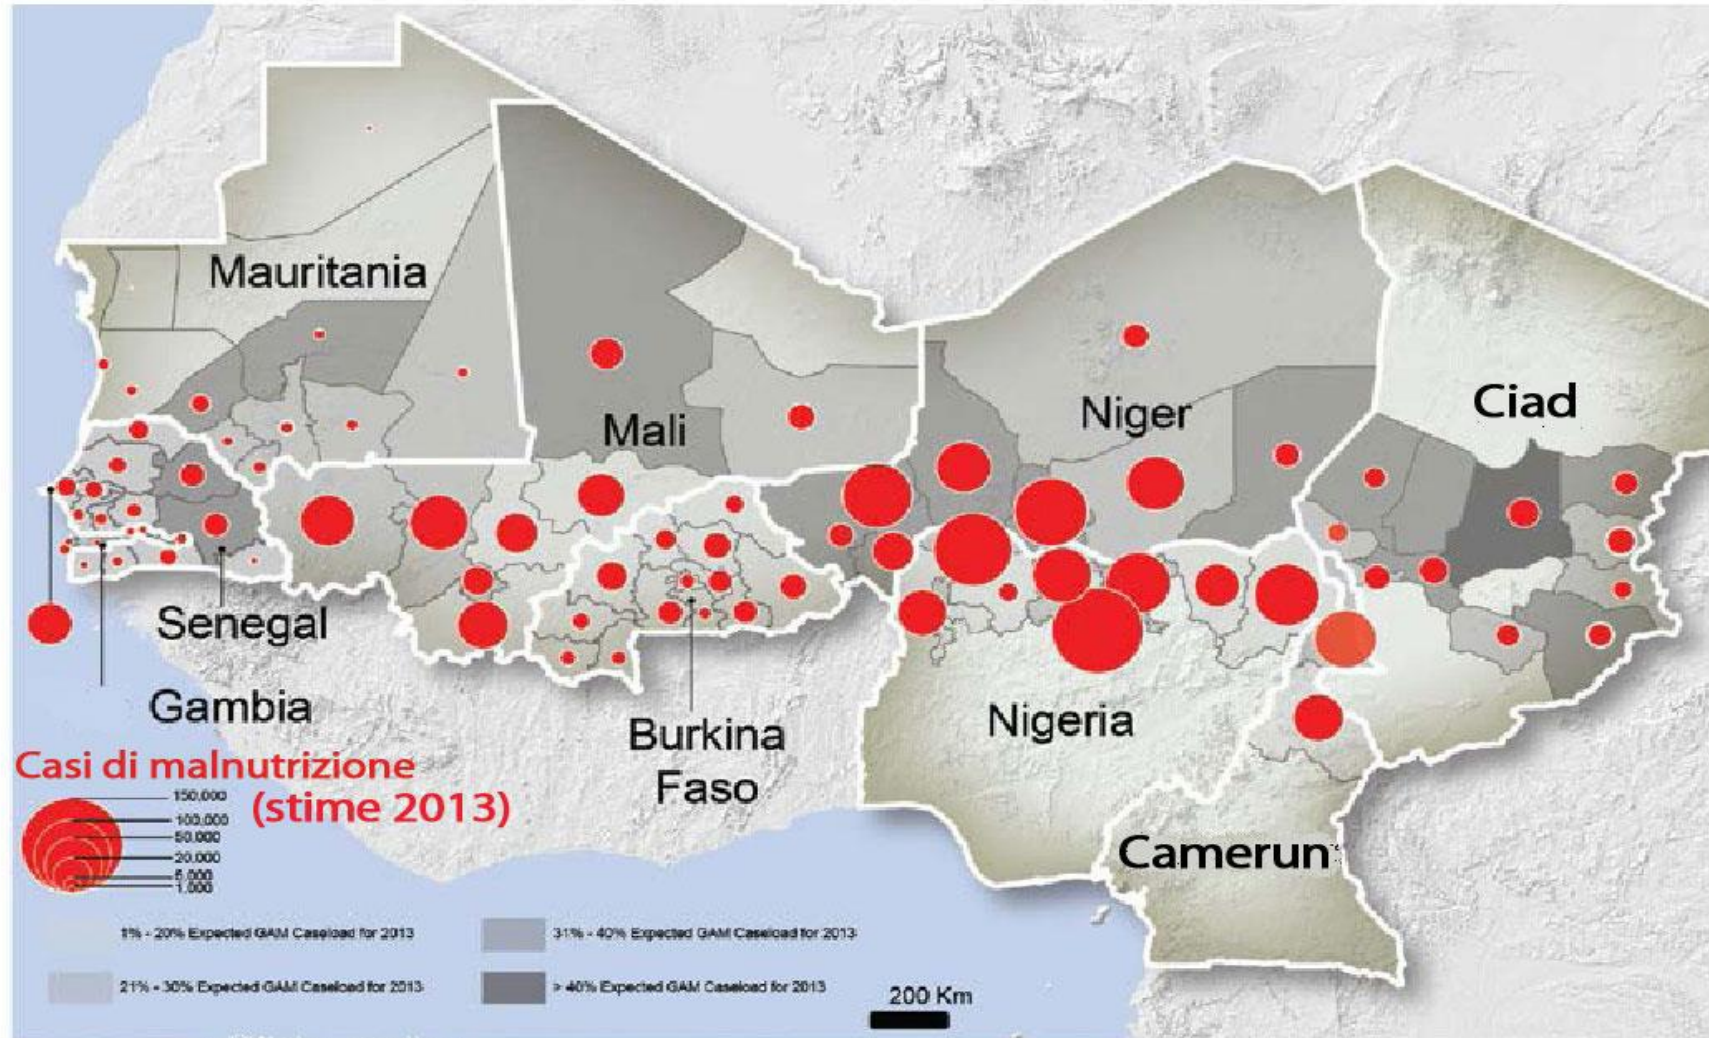 Mauritania
Mali
Niger
Ciad
Senegal
Gambia
Burkina
Faso
Nigeria
Camerun
Casi di malnutrizione
(stime 2013)
150,000
100,000
50,000
20,000
5,000
1,000
1% - 20% Expected GAM Caseload for 2013
31% - 40% Expected GAM Caseload for 2013
21% - 30% Expected GAM Caseload for 2013
> 40% Expected GAM Caseload for 2013
200 Km